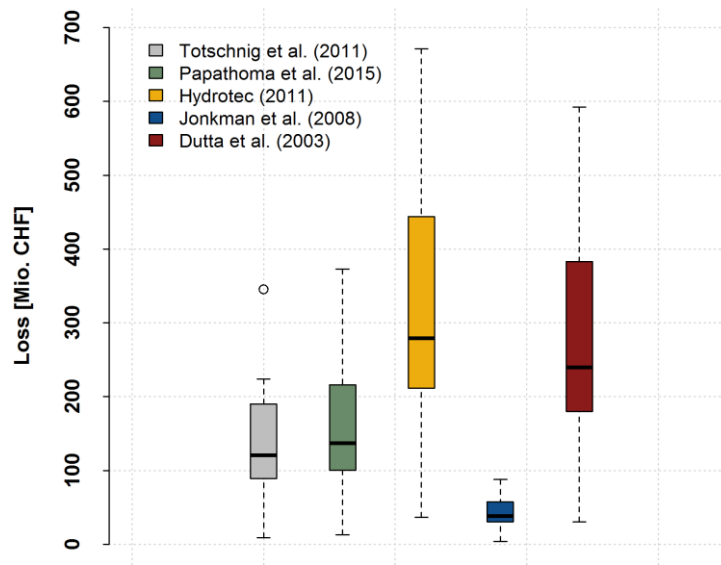 700
600
500
400
300
200
100
0
Loss [Mio. CHF]
Totschnig et al. (2011)
Papathoma et al. (2015)
Hydrotec (2011)
Jonkman et al. (2008)
Dutta et al. (2003)